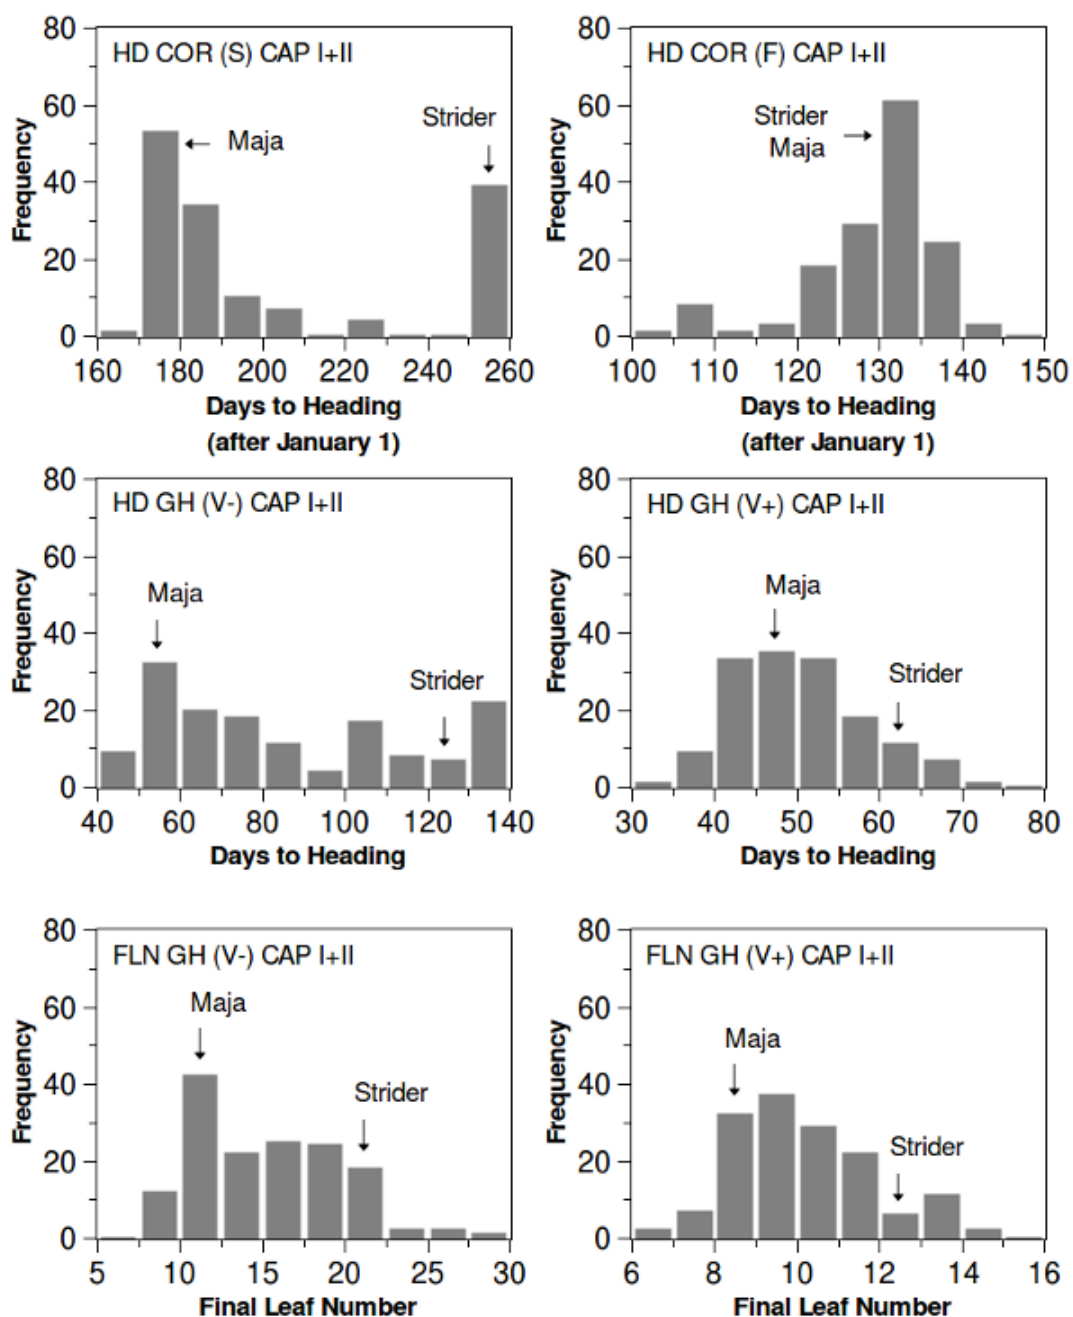 HD COR (S) CAP I+II
Frequency
80
60
40
20
0
Maja
Strider
160 180 200 220 240 260
Days to Heading
(after January 1)
HD COR (F) CAP I+II
Frequency
80
60
40
20
0
Strider
Maja
100 110 120 130 140 150
Days to Heading
(after January 1)
HD GH (V-) CAP I+II
Frequency
80
60
40
20
0
Maja
Strider
40 60 80 100 120 140
Days to Heading
HD GH (V+) CAP I+II
Frequency
80
60
40
20
0
Maja
Strider
30 40 50 60 70 80
Days to Heading
FLN GH (V-) CAP I+II
Frequency
80
60
40
20
0
Maja
Strider
5 10 15 20 25 30
Final Leaf Number
FLN GH (V+) CAP I+II
Frequency
80
60
40
20
0
Maja
Strider
6 8 10 12 14 16
Final Leaf Number